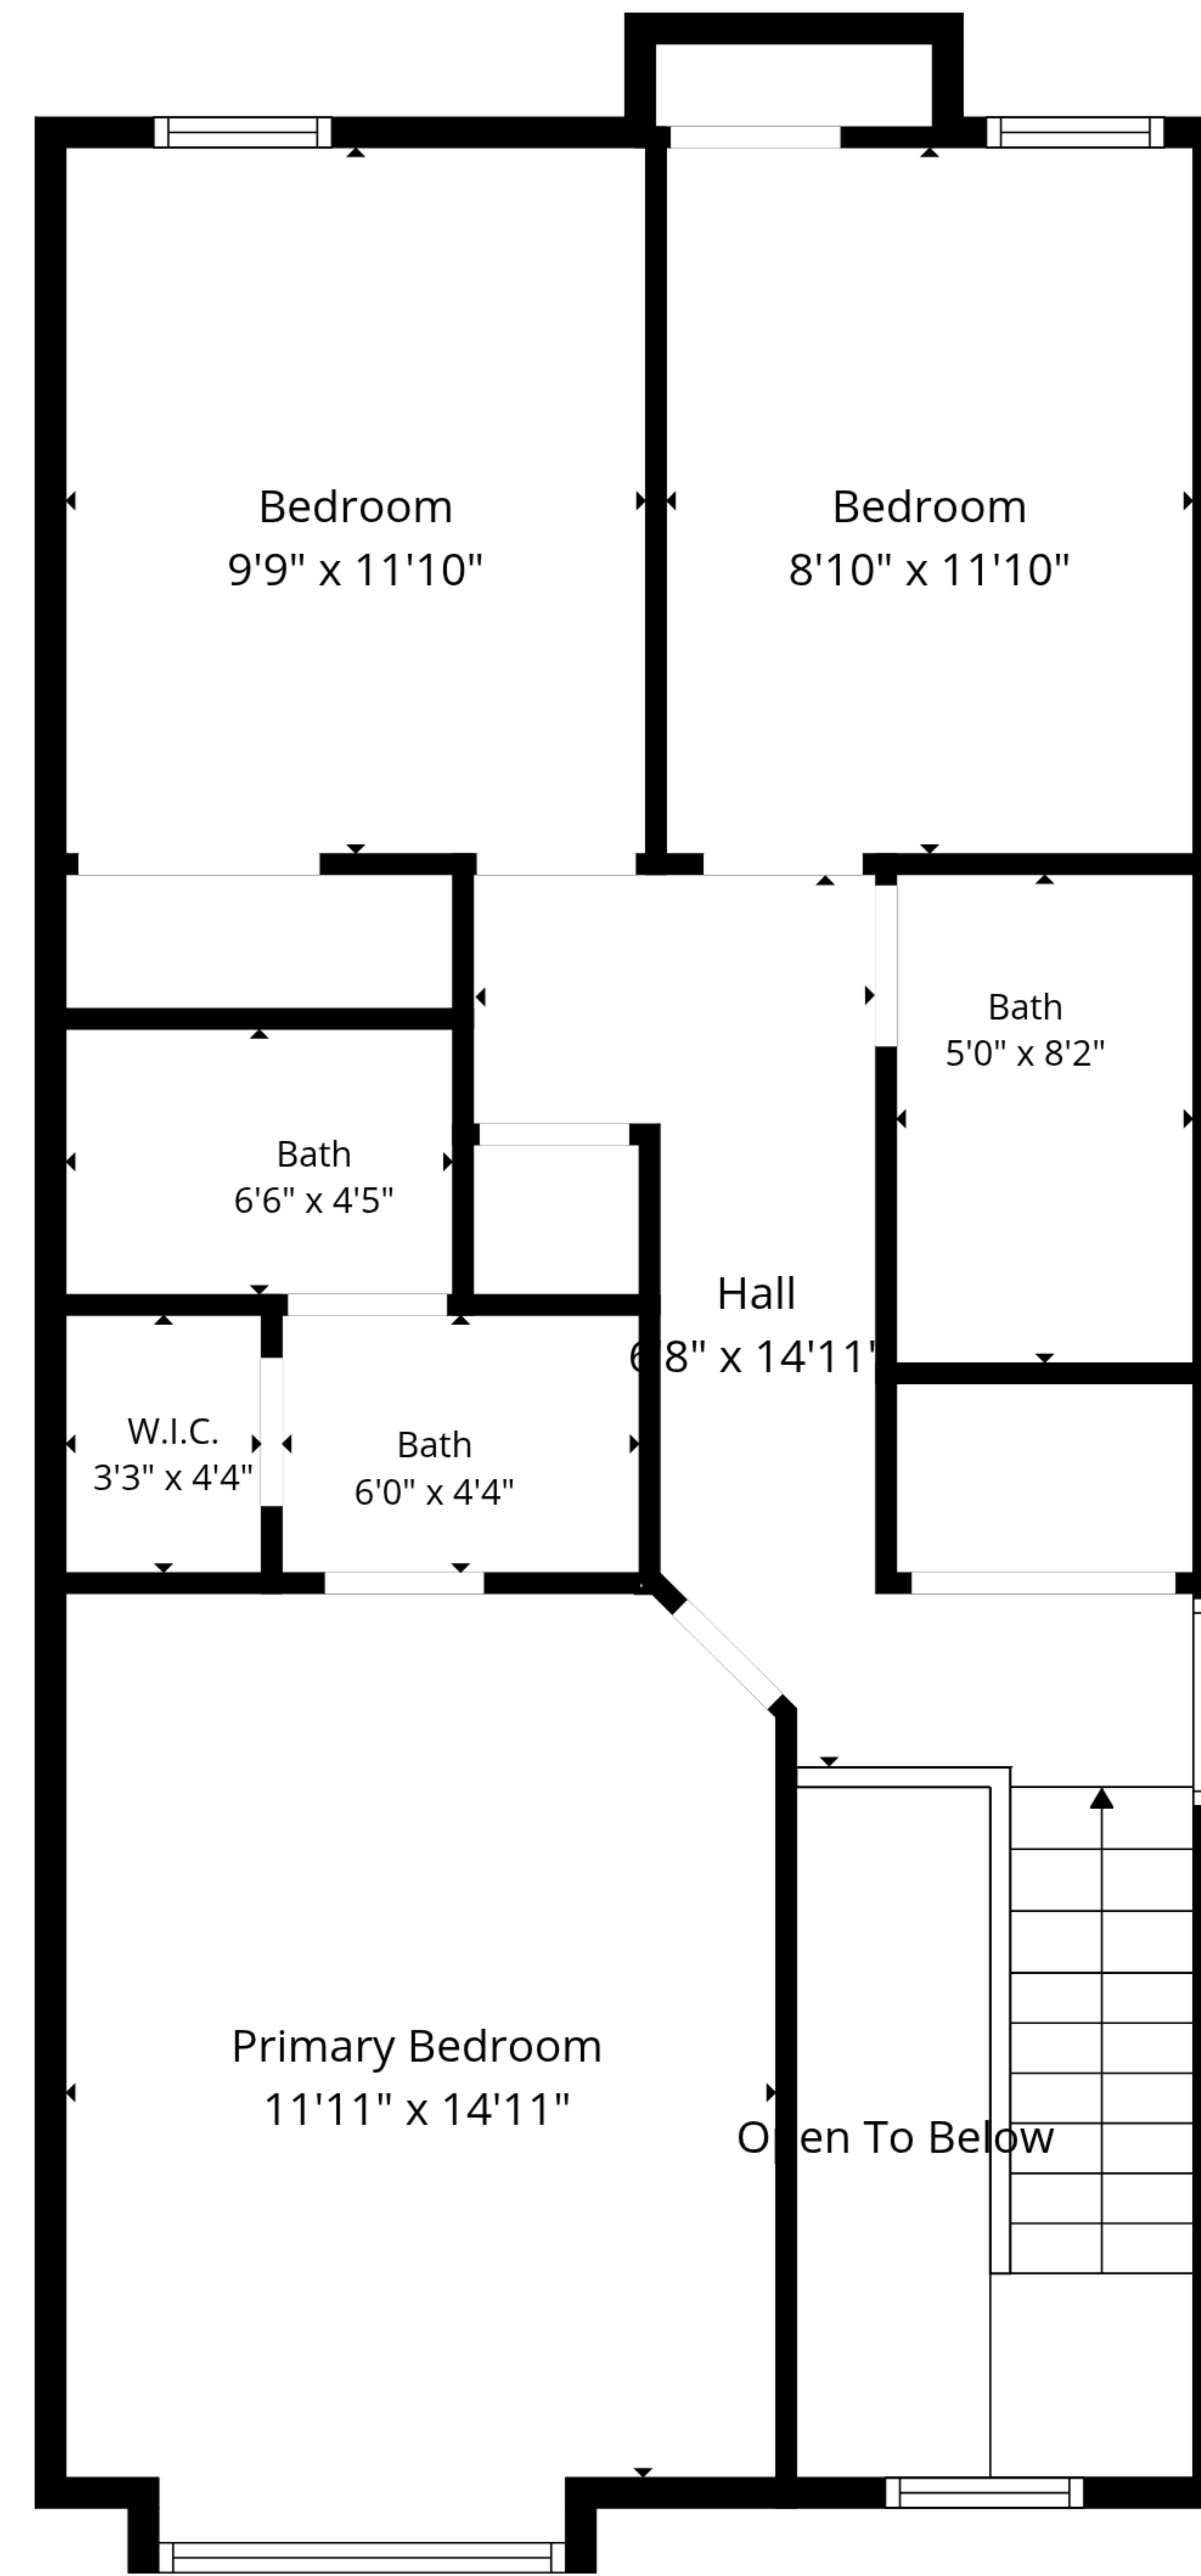 Bedroom
9'9" x 11'10"
Bedroom
8'10" x 11'10"
Bath
5'0" x 8'2"
Bath
6'6" x 4'5"
Hall
6'8" x 14'11"
W.I.C.
3'3" x 4'4"
Bath
6'0" x 4'4"
Primary Bedroom
11'11" x 14'11"
Open To Below